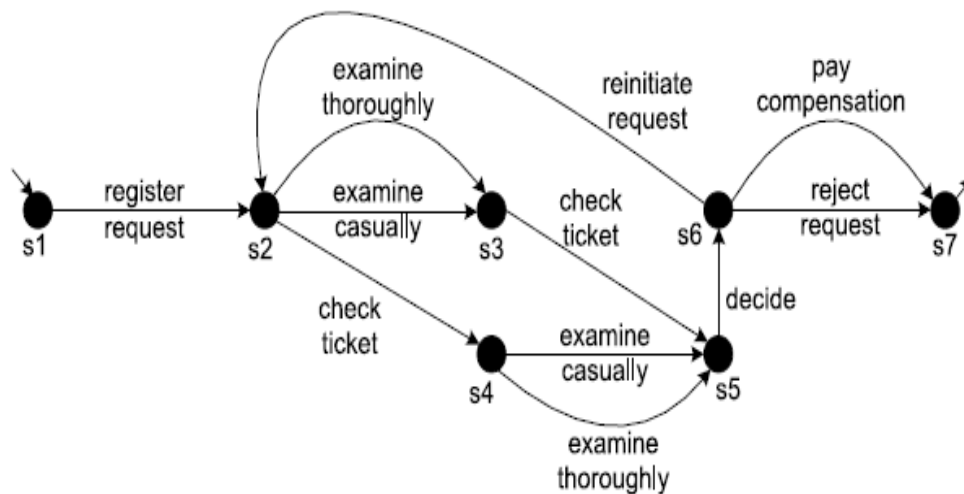 examine
thoroughly
reinitiate
request
pay
compensation
register
request
examine
casually
check
ticket
reject
request
s1
s2
s3
s6
s7
check
ticket
decide
examine
casually
s4
s5
examine
thoroughly